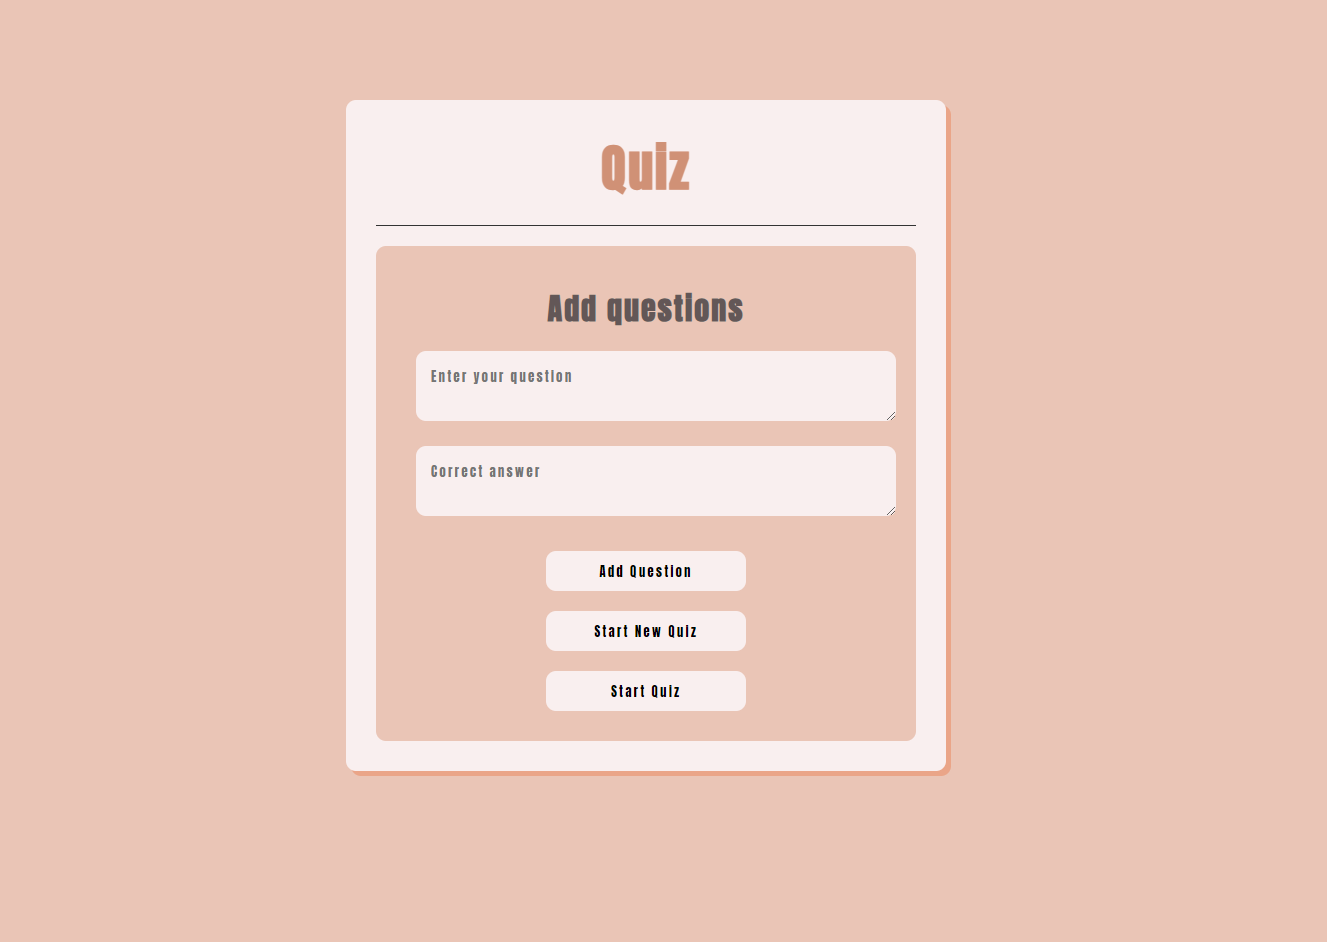 Quiz
Add questions
Enter your question
Correct answer
Add Question
Start New Quiz
Start Quiz